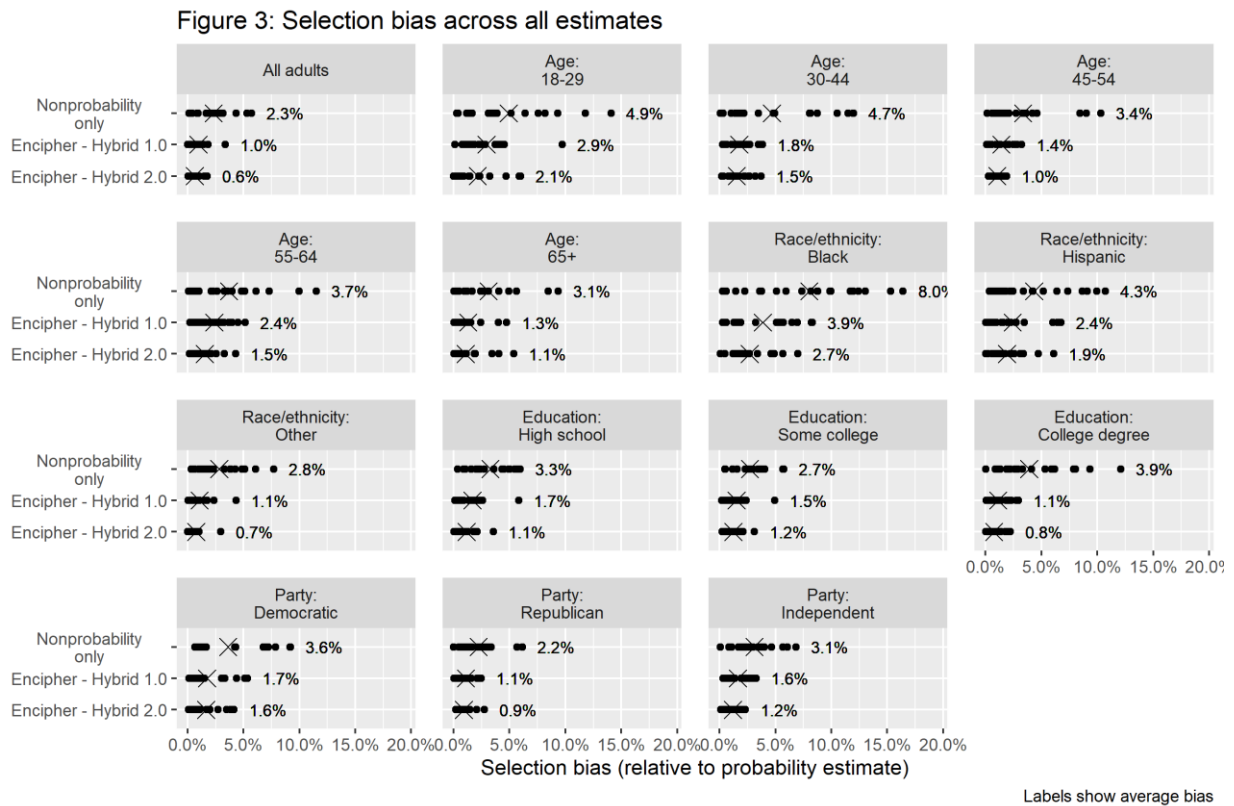 Figure 3: Selection bias across all estimates
All adults
Age:
18-29
Age:
30-44
Age:
45-54
Nonprobability
only
2.3%
4.9%
4.7%
3.4%
Encipher - Hybrid 1.0
1.0%
2.9%
1.8%
1.4%
Encipher - Hybrid 2.0
0.6%
2.1%
1.5%
1.0%
Age:
55-64
Age:
65+
Race/ethnicity:
Black
Race/ethnicity:
Hispanic
Nonprobability
only
3.7%
3.1%
8.0%
4.3%
Encipher - Hybrid 1.0
2.4%
1.3%
3.9%
2.4%
Encipher - Hybrid 2.0
1.5%
1.1%
2.7%
1.9%
Race/ethnicity:
Other
Education:
High school
Education:
Some college
Education:
College degree
Nonprobability
only
2.8%
3.3%
2.7%
3.9%
Encipher - Hybrid 1.0
1.1%
1.7%
1.5%
1.1%
Encipher - Hybrid 2.0
0.7%
1.1%
1.2%
0.8%
0.0% 5.0% 10.0% 15.0% 20.0%
Party:
Democratic
Party:
Republican
Party:
Independent
Nonprobability
only
3.6%
2.2%
3.1%
Encipher - Hybrid 1.0
1.7%
1.1%
1.6%
Encipher - Hybrid 2.0
1.6%
0.9%
1.2%
0.0% 5.0% 10.0% 15.0% 20.0%
0.0% 5.0% 10.0% 15.0% 20.0%
0.0% 5.0% 10.0% 15.0% 20.0%
Selection bias (relative to probability estimate)
Labels show average bias